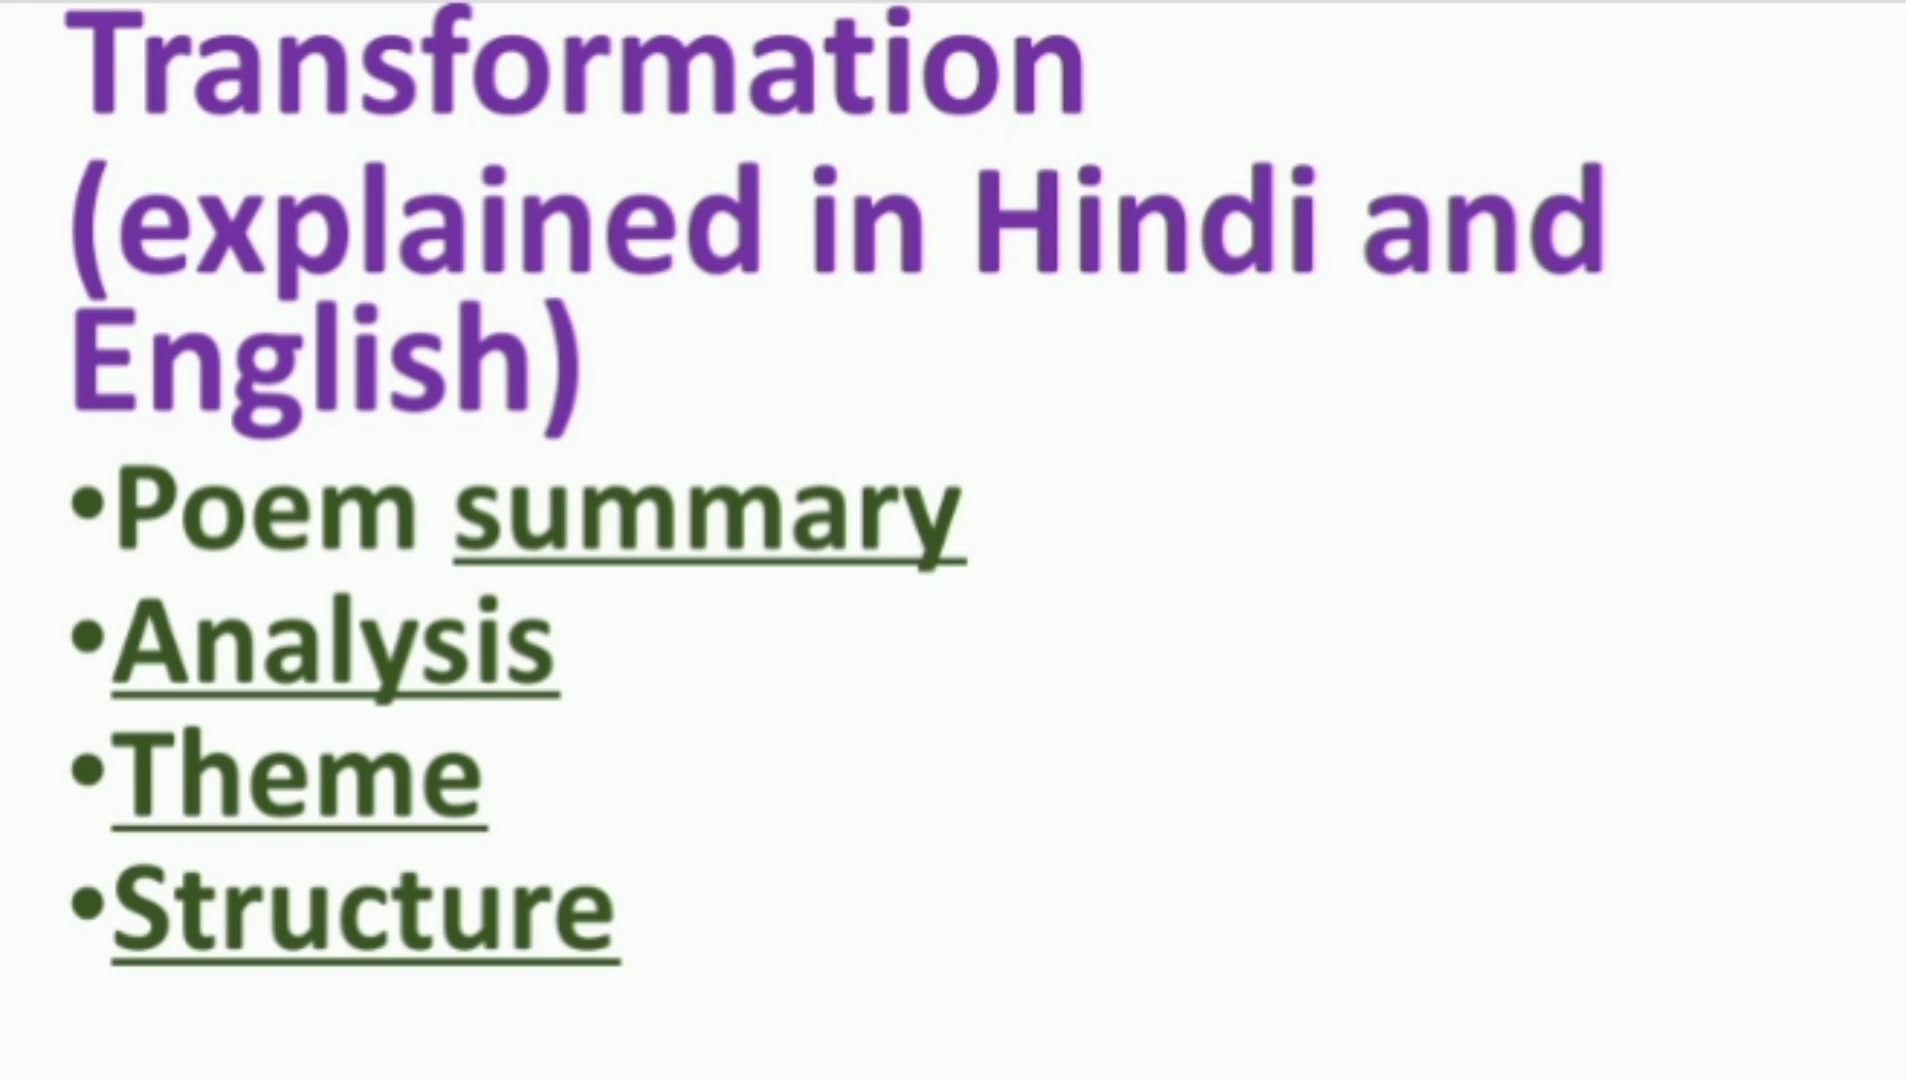 Transformation
(explained in Hindi and
English)
•Poem summary
•Analysis
•Theme
•Structure